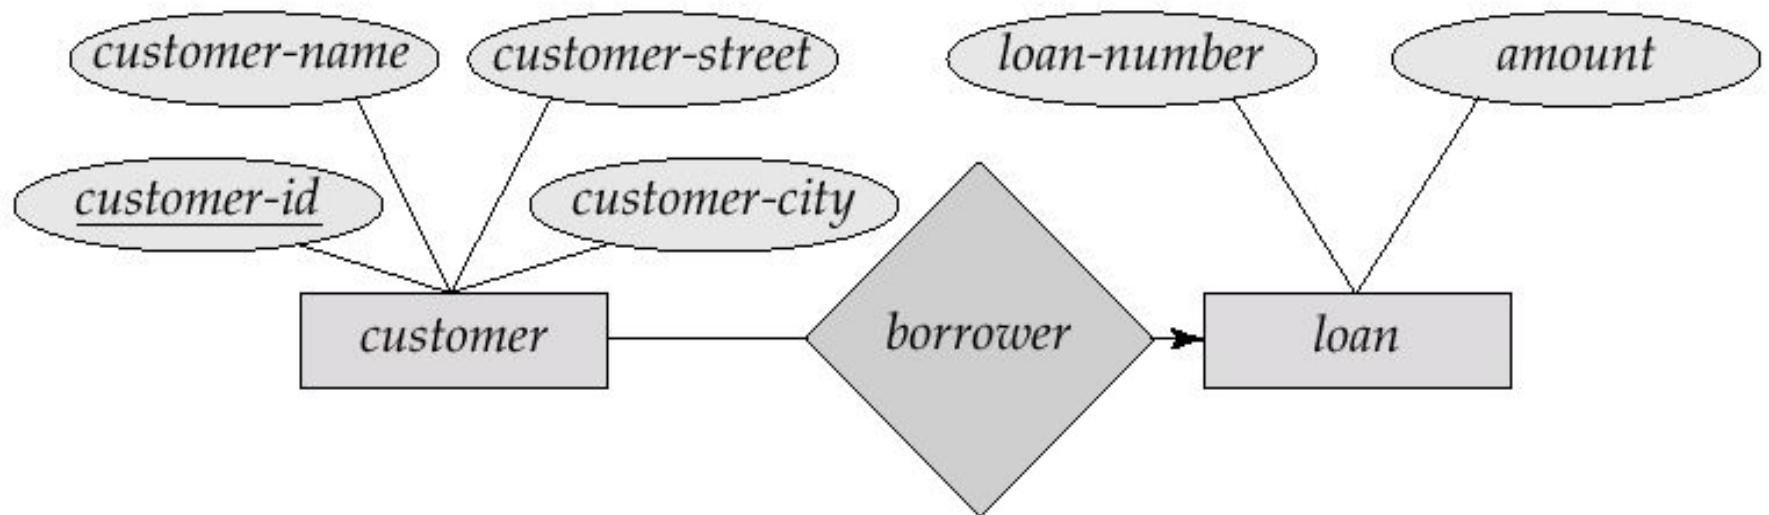 customer-name
customer-street
loan-number
amount
customer-id
customer-city
customer
borrower
loan